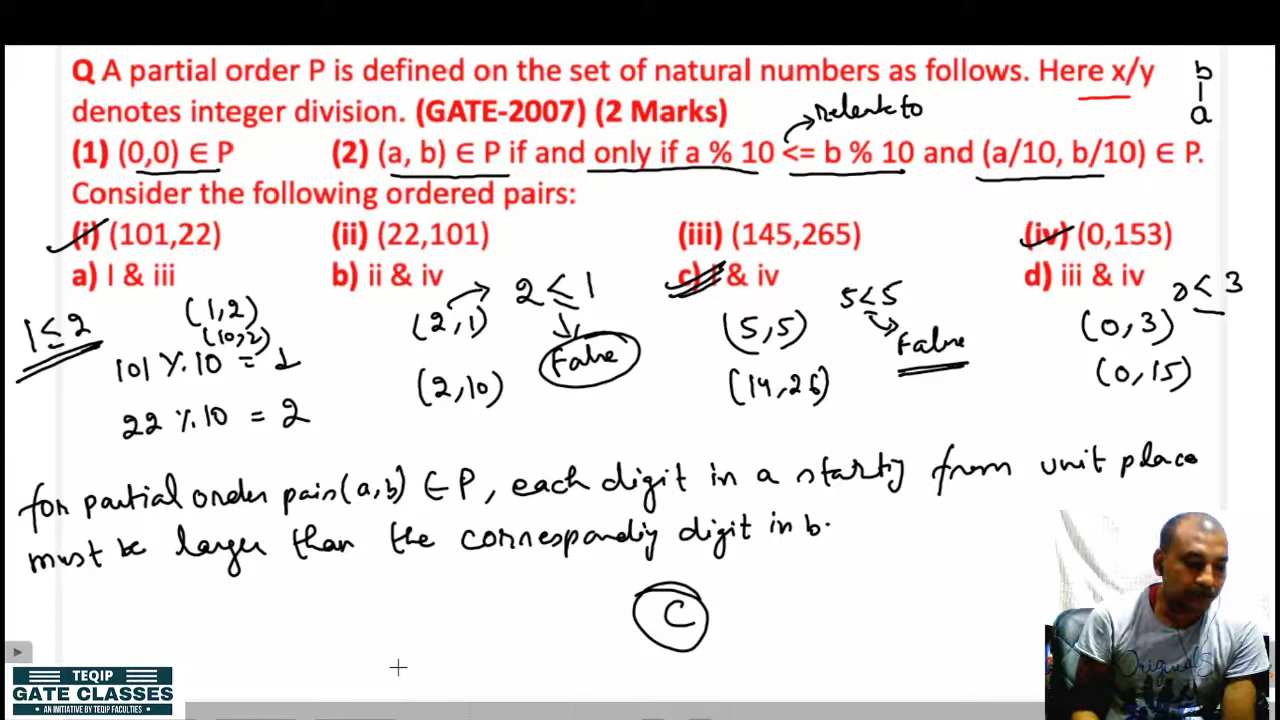 Q A partial order P is defined on the set of natural numbers as follows. Here x/y
denotes integer division. (GATE-2007) (2 Marks)
b
a
relate to
(1) (0,0) ∈ P (2) (a, b) ∈ P if and only if a % 10 <= b % 10 and (a/10, b/10) ∈ P.
Consider the following ordered pairs:
(i) (101,22) (ii) (22,101) (iii) (145,265) (iv) (0,153)
a) I & iii b) ii & iv c) i & iv d) iii & iv
1 ≤ 2 (1,2) (2,1) 2 ≤ 1 (5,5) 5 ≤ 5 (0,3) 0 ≤ 3
(10,2) False False
101 %.10 = 1 (2,10) (14,26) (0,15)
22 %.10 = 2
for partial order pair(a,b) ∈ P, each digit in a startig from unit place
must be larger than the correspondiy digit in b.
C
TEQIP
GATE CLASSES
AN INITIATIVE BY TEQIP FACULTIES
Originals